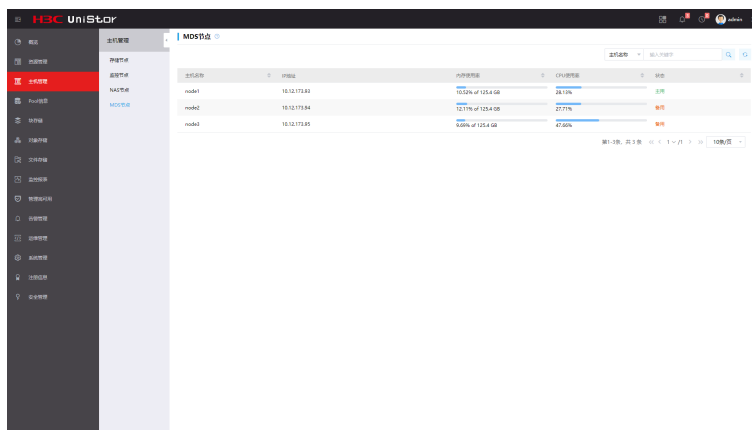 H3C UniStor
admin
概览
资源管理
主机管理
Pool信息
块存储
对象存储
文件存储
监控报表
告警管理
运维管理
系统管理
注册信息
安全管理
主机管理
存储节点
监控节点
NAS节点
MDS节点
MDS节点
主机名称 输入关键字
主机名称 IP地址 内存使用率 CPU使用率 状态
node1 10.12.173.93 10.52% of 125.4 GB 28.13% 主用
node2 10.12.173.94 12.11% of 125.4 GB 27.71% 备用
node3 10.12.173.95 9.69% of 125.4 GB 47.66% 备用
第1-3条, 共 3 条 1 /1 10条/页